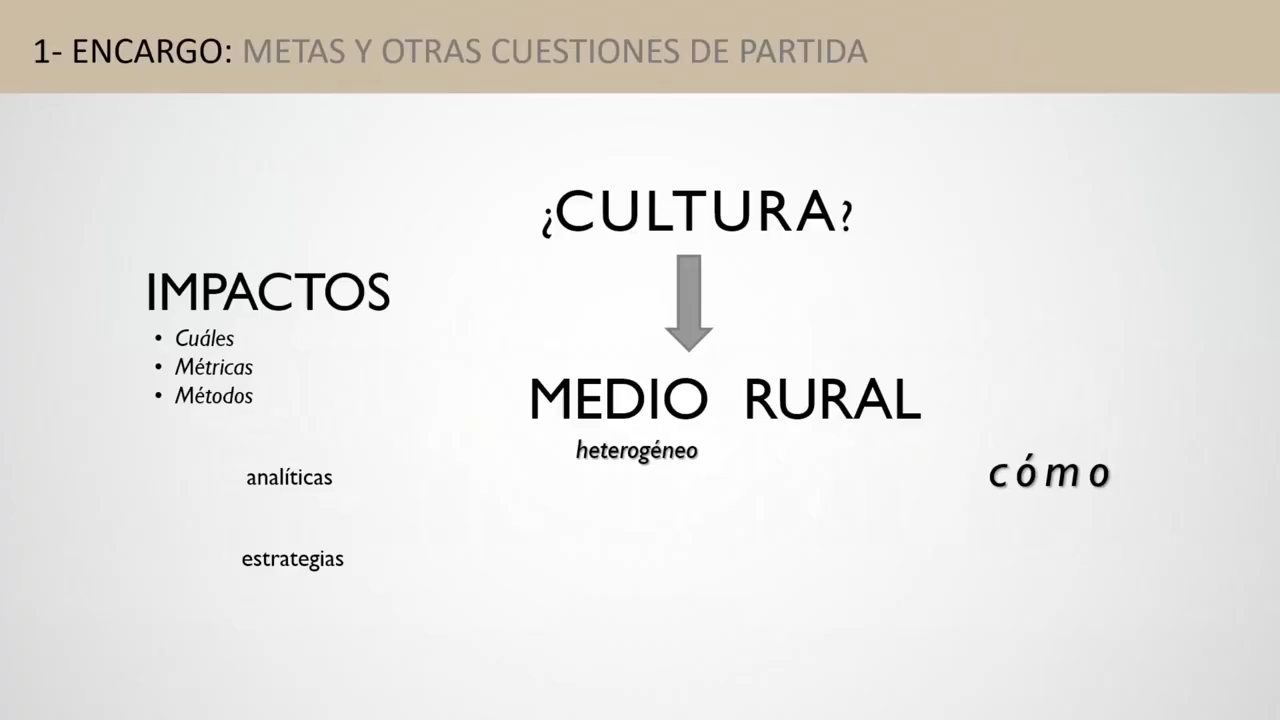 1- ENCARGO: METAS Y OTRAS CUESTIONES DE PARTIDA
¿CULTURA?
IMPACTOS
• Cuáles
• Métricas
• Métodos
MEDIO RURAL
heterogéneo
analíticas
cómo
estrategias